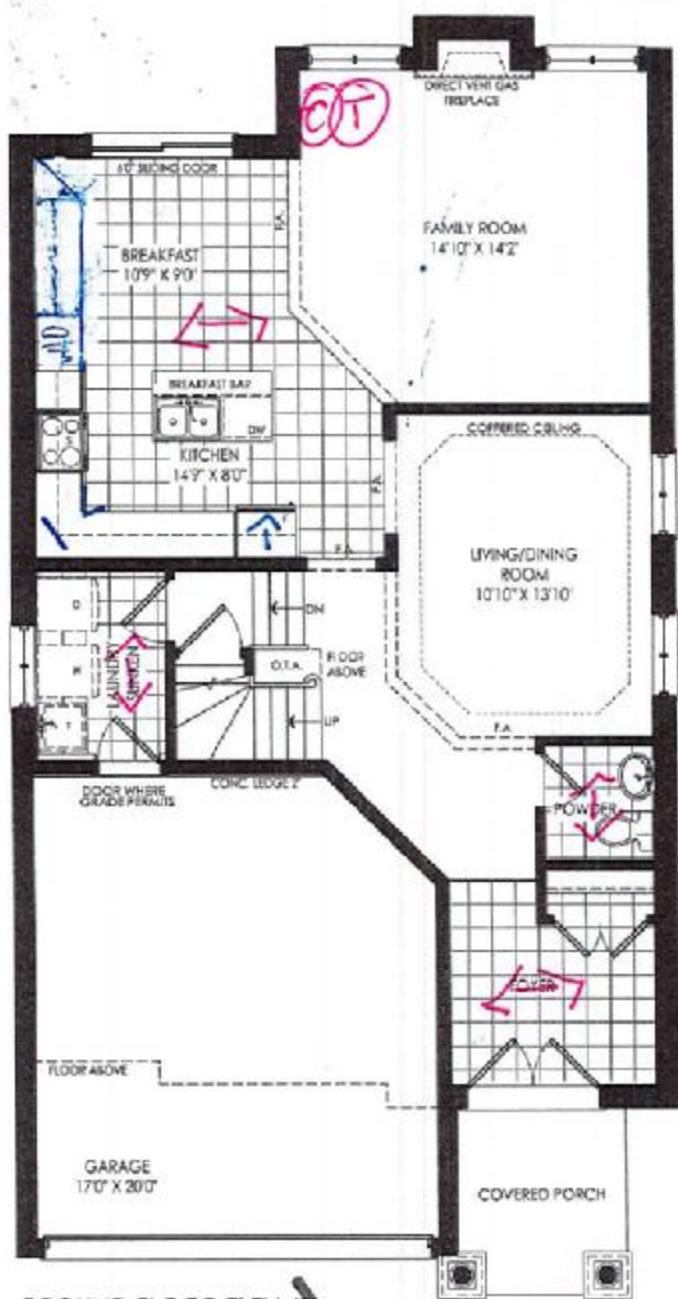 DIRECT VENT GAS
FIREPLACE
C T
6'0" SLIDING DOOR
F.A.
FAMILY ROOM
14'10" X 14'2"
BREAKFAST
10'9" X 9'0"
BREAKFAST BAR
DW
KITCHEN
14'9" X 8'0"
COFFERED CEILING
F.A.
F.A.
LIVING/DINING
ROOM
10'10" X 13'10"
D
DN
LAUNDRY
SUNKEN
O.T.A.
FLOOR
ABOVE
T
UP
F.A.
DOOR WHERE
GRADE PERMITS
CONC. LEDGE 2'
POWDER
FOYER
FLOOR ABOVE
GARAGE
17'0" X 20'0"
COVERED PORCH